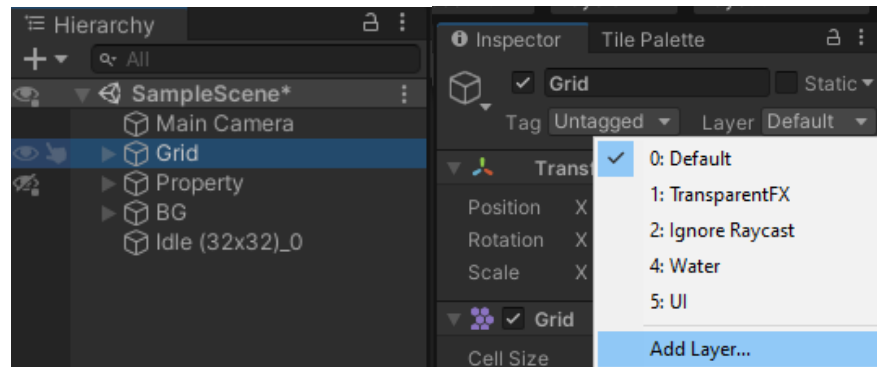 Hierarchy
All
SampleScene*
Main Camera
Grid
Property
BG
Idle (32x32)_0
Inspector
Tile Palette
Grid
Static
Tag Untagged
Layer Default
Transf
Position X
Rotation X
Scale X
Grid
Cell Size
0: Default
1: TransparentFX
2: Ignore Raycast
4: Water
5: UI
Add Layer...